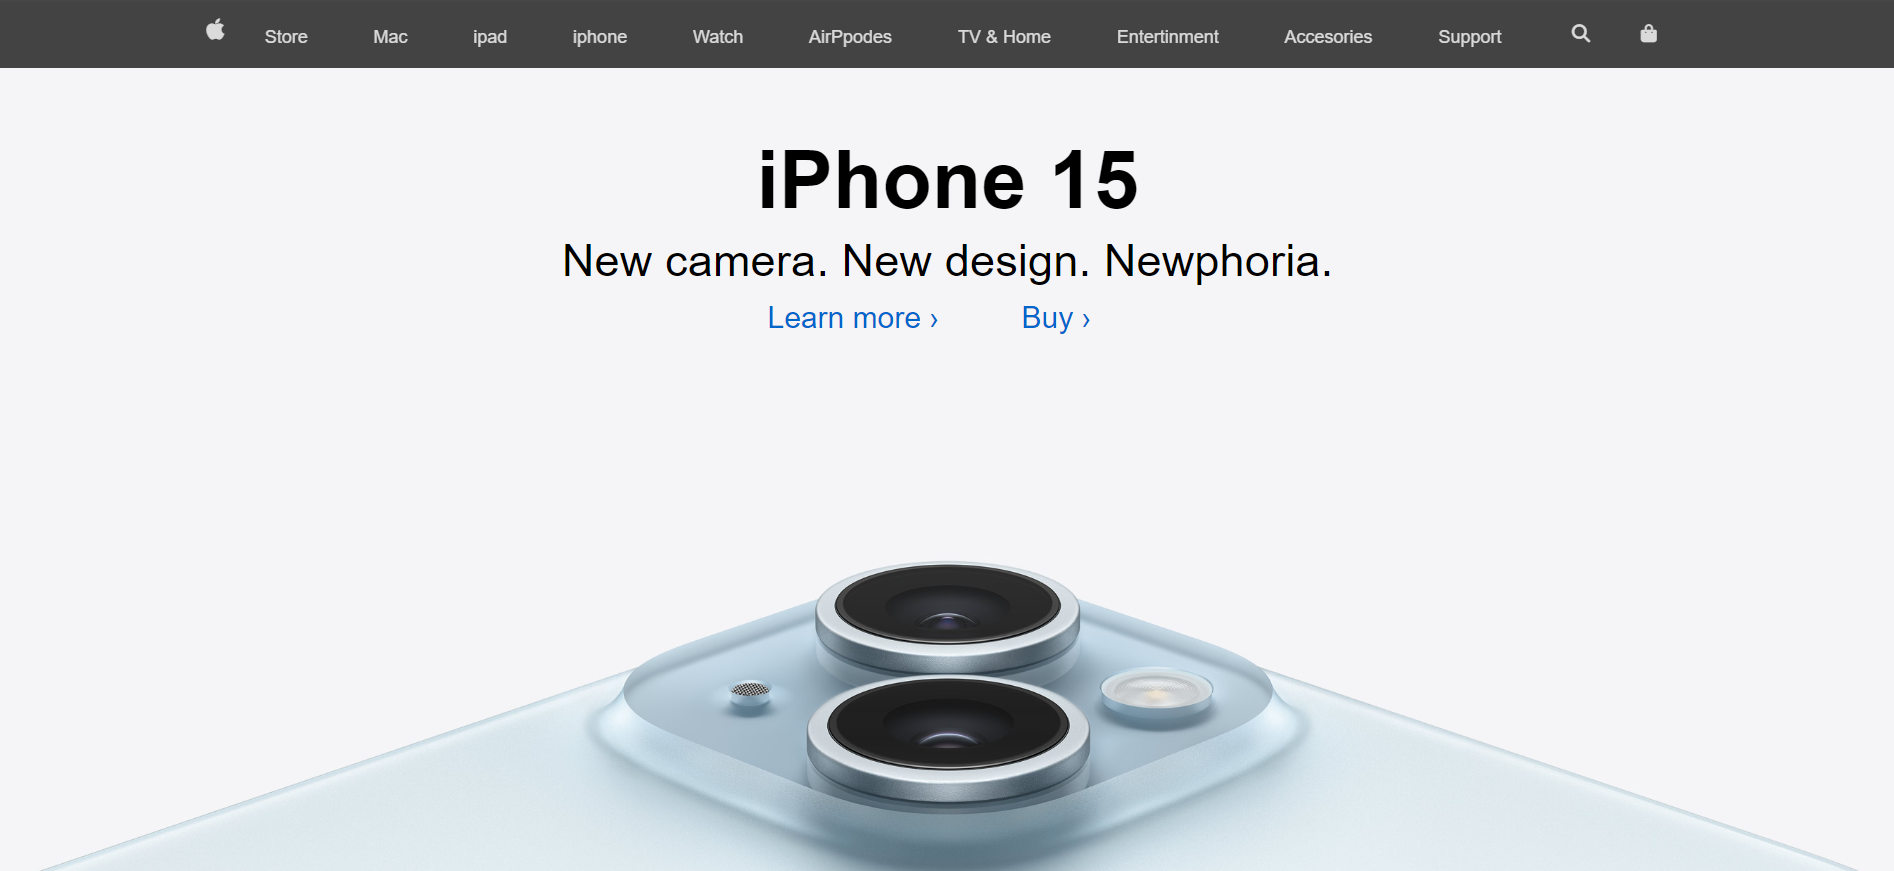 Store Mac ipad iphone Watch AirPpodes TV & Home Entertinment Accesories Support
iPhone 15
New camera. New design. Newphoria.
Learn more › Buy ›